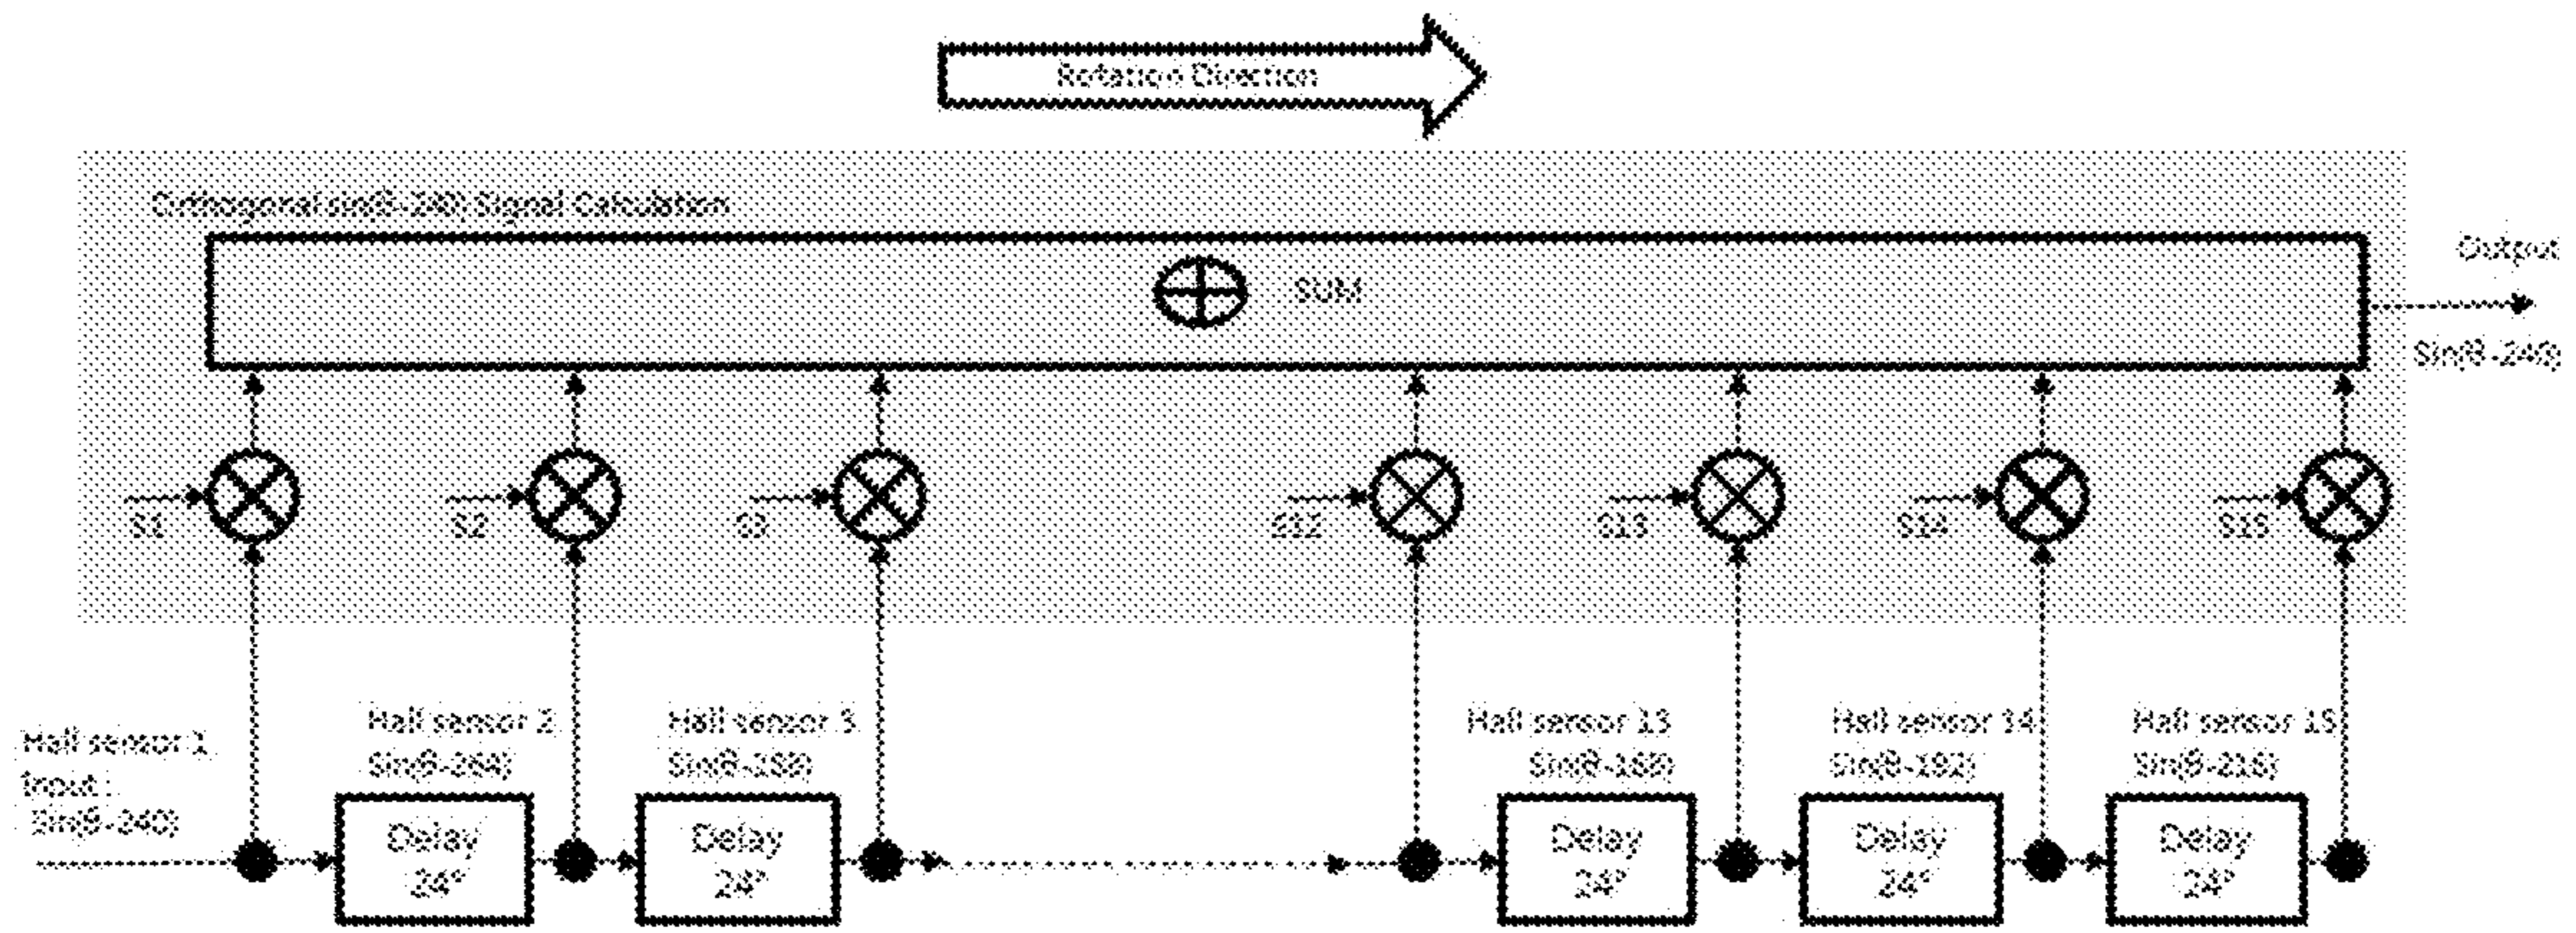 Rotation Direction
Orthogonal sin(θ-240) Signal Calculation
SUM
Output
Sin(θ-240)
S1
S2
S3
S12
S13
S14
S15
Hall sensor 1
Input:
Sin(θ-240)
Hall sensor 2
Sin(θ-264)
Hall sensor 3
Sin(θ-288)
Hall sensor 13
Sin(θ-168)
Hall sensor 14
Sin(θ-192)
Hall sensor 15
Sin(θ-216)
Delay
24°
Delay
24°
Delay
24°
Delay
24°
Delay
24°